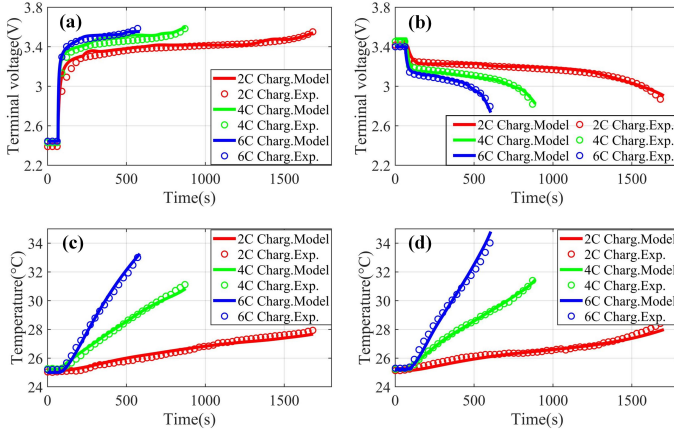 (a)
Terminal voltage(V)
3.8
3.4
3
2.6
2.2
2C Charg.Model
2C Charg.Exp.
4C Charg.Model
4C Charg.Exp.
6C Charg.Model
6C Charg.Exp.
0 500 1000 1500
Time(s)
(b)
Terminal voltage(V)
3.8
3.4
3
2.6
2.2
2C Charg.Model 2C Charg.Exp.
4C Charg.Model 4C Charg.Exp.
6C Charg.Model 6C Charg.Exp.
0 500 1000 1500
Time(s)
(c)
Temperature(°C)
34
32
30
28
26
24
2C Charg.Model
2C Charg.Exp.
4C Charg.Model
4C Charg.Exp.
6C Charg.Model
6C Charg.Exp.
0 500 1000 1500
Time(s)
(d)
Temperature(°C)
34
32
30
28
26
24
2C Charg.Model
2C Charg.Exp.
4C Charg.Model
4C Charg.Exp.
6C Charg.Model
6C Charg.Exp.
0 500 1000 1500
Time(s)